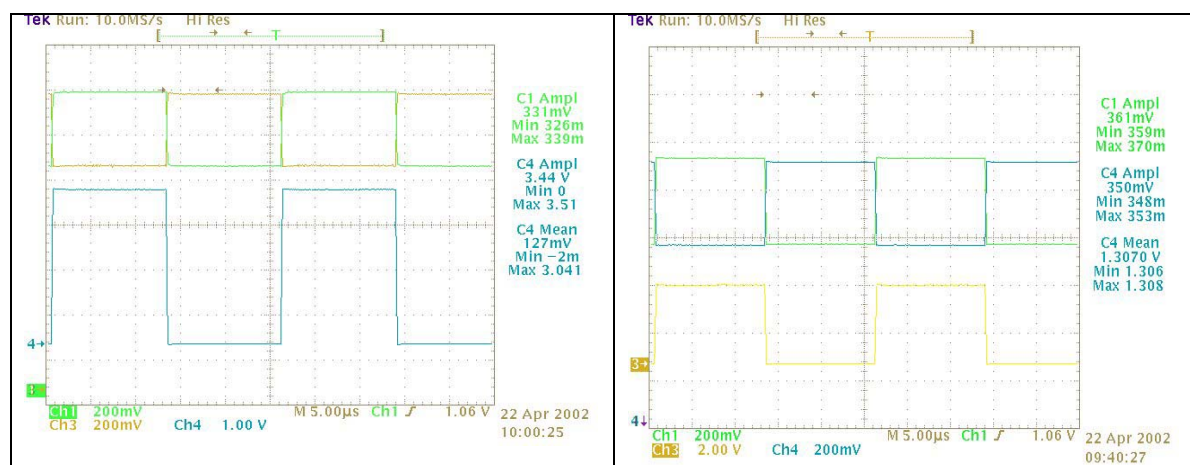 Tek Run: 10.0MS/s Hi Res
T
C1 Ampl
331mV
Min 326m
Max 339m
C4 Ampl
3.44 V
Min 0
Max 3.51
C4 Mean
127mV
Min -2m
Max 3.041
4→
Ch1 200mV M 5.00µs Ch1 1.06 V
Ch3 200mV Ch4 1.00 V
22 Apr 2002
10:00:25
Tek Run: 10.0MS/s Hi Res
T
C1 Ampl
361mV
Min 359m
Max 370m
C4 Ampl
350mV
Min 348m
Max 353m
C4 Mean
1.3070 V
Min 1.306
Max 1.308
3→
4↓
Ch1 200mV M 5.00µs Ch1 1.06 V
Ch3 2.00 V Ch4 200mV
22 Apr 2002
09:40:27